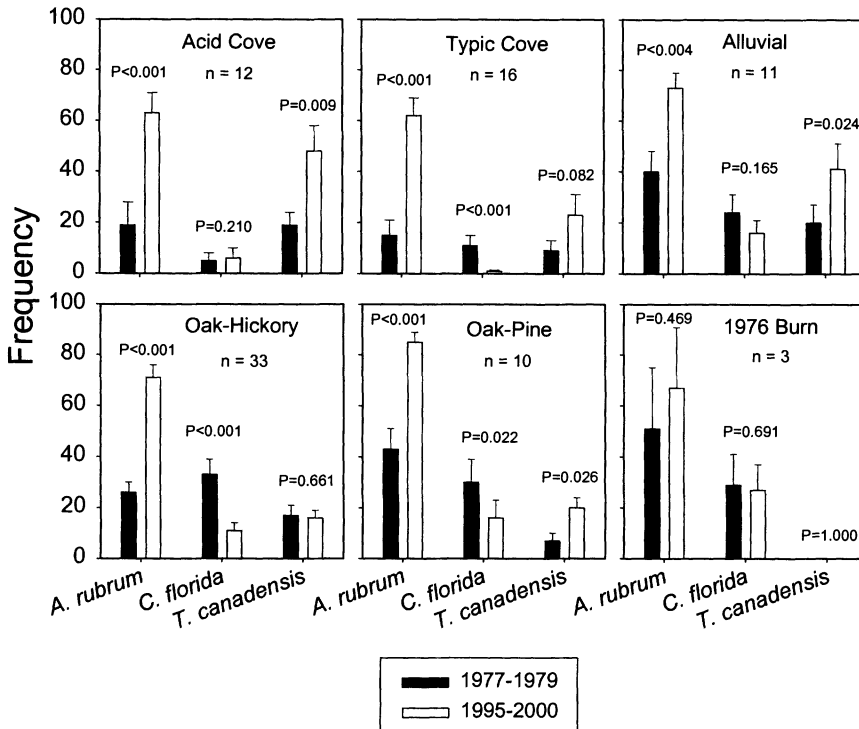 Frequency
100
80
60
40
20
0
Acid Cove
n = 12
P<0.001
P=0.210
P=0.009
Typic Cove
n = 16
P<0.001
P<0.001
P=0.082
Alluvial
n = 11
P<0.004
P=0.165
P=0.024
100
80
60
40
20
0
Oak-Hickory
n = 33
P<0.001
P<0.001
P=0.661
Oak-Pine
n = 10
P<0.001
P=0.022
P=0.026
1976 Burn
n = 3
P=0.469
P=0.691
P=1.000
A. rubrum
C. florida
T. canadensis
A. rubrum
C. florida
T. canadensis
A. rubrum
C. florida
T. canadensis
1977-1979
1995-2000